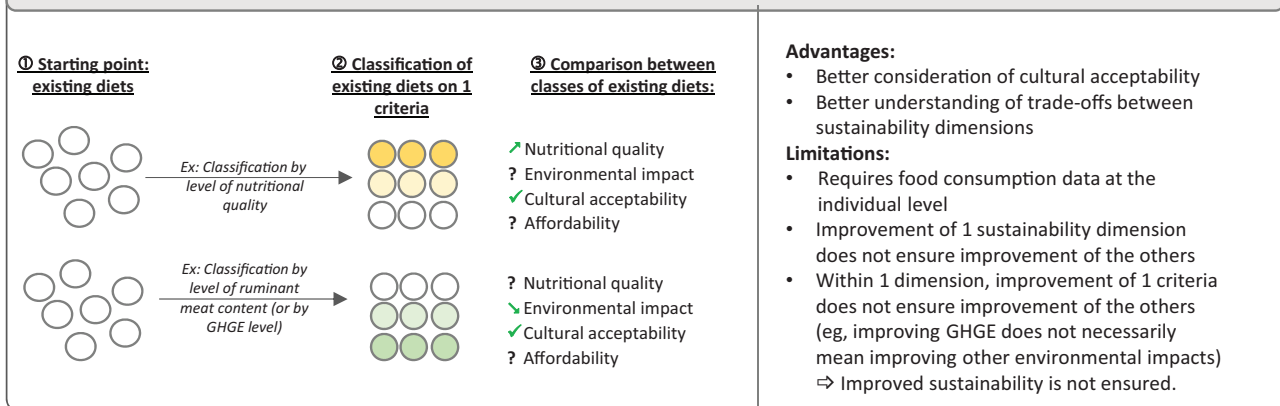 ① Starting point:
existing diets
② Classification of
existing diets on 1
criteria
③ Comparison between
classes of existing diets:
Ex: Classification by
level of nutritional
quality
↗ Nutritional quality
? Environmental impact
✓ Cultural acceptability
? Affordability
Ex: Classification by
level of ruminant
meat content (or by
GHGE level)
? Nutritional quality
↘ Environmental impact
✓ Cultural acceptability
? Affordability
Advantages:
• Better consideration of cultural acceptability
• Better understanding of trade-offs between
sustainability dimensions
Limitations:
• Requires food consumption data at the
individual level
• Improvement of 1 sustainability dimension
does not ensure improvement of the others
• Within 1 dimension, improvement of 1 criteria
does not ensure improvement of the others
(eg, improving GHGE does not necessarily
mean improving other environmental impacts)
⇨ Improved sustainability is not ensured.